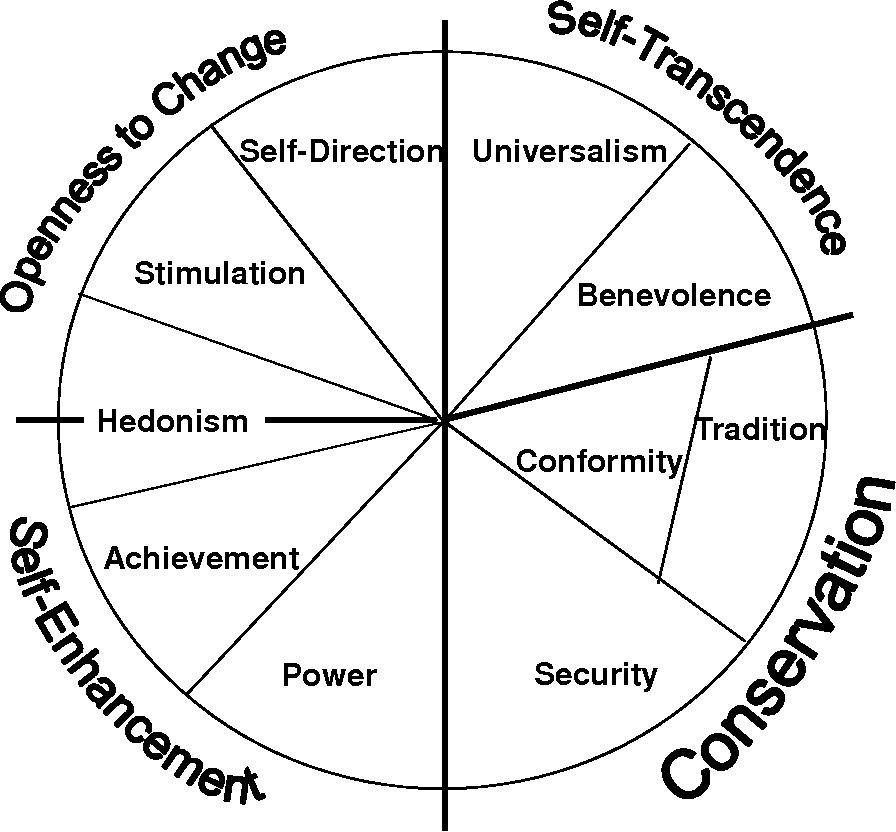 Openness to Change
Self-Transcendence
Self-Direction
Universalism
Stimulation
Benevolence
Hedonism
Tradition
Conformity
Achievement
Power
Security
Self-Enhancement
Conservation